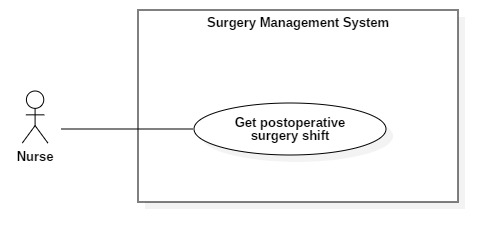 Surgery Management System
Get postoperative
surgery shift
Nurse